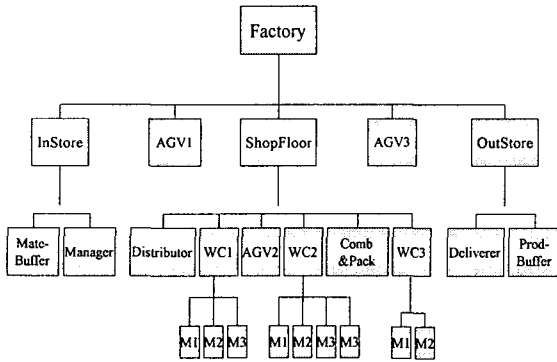 Factory
InStore
AGV1
ShopFloor
AGV3
OutStore
Mate-
Buffer
Manager
Distributor
WC1
AGV2
WC2
Comb
&Pack
WC3
Deliverer
Prod-
Buffer
M1
M2
M3
M1
M2
M3
M3
M1
M2